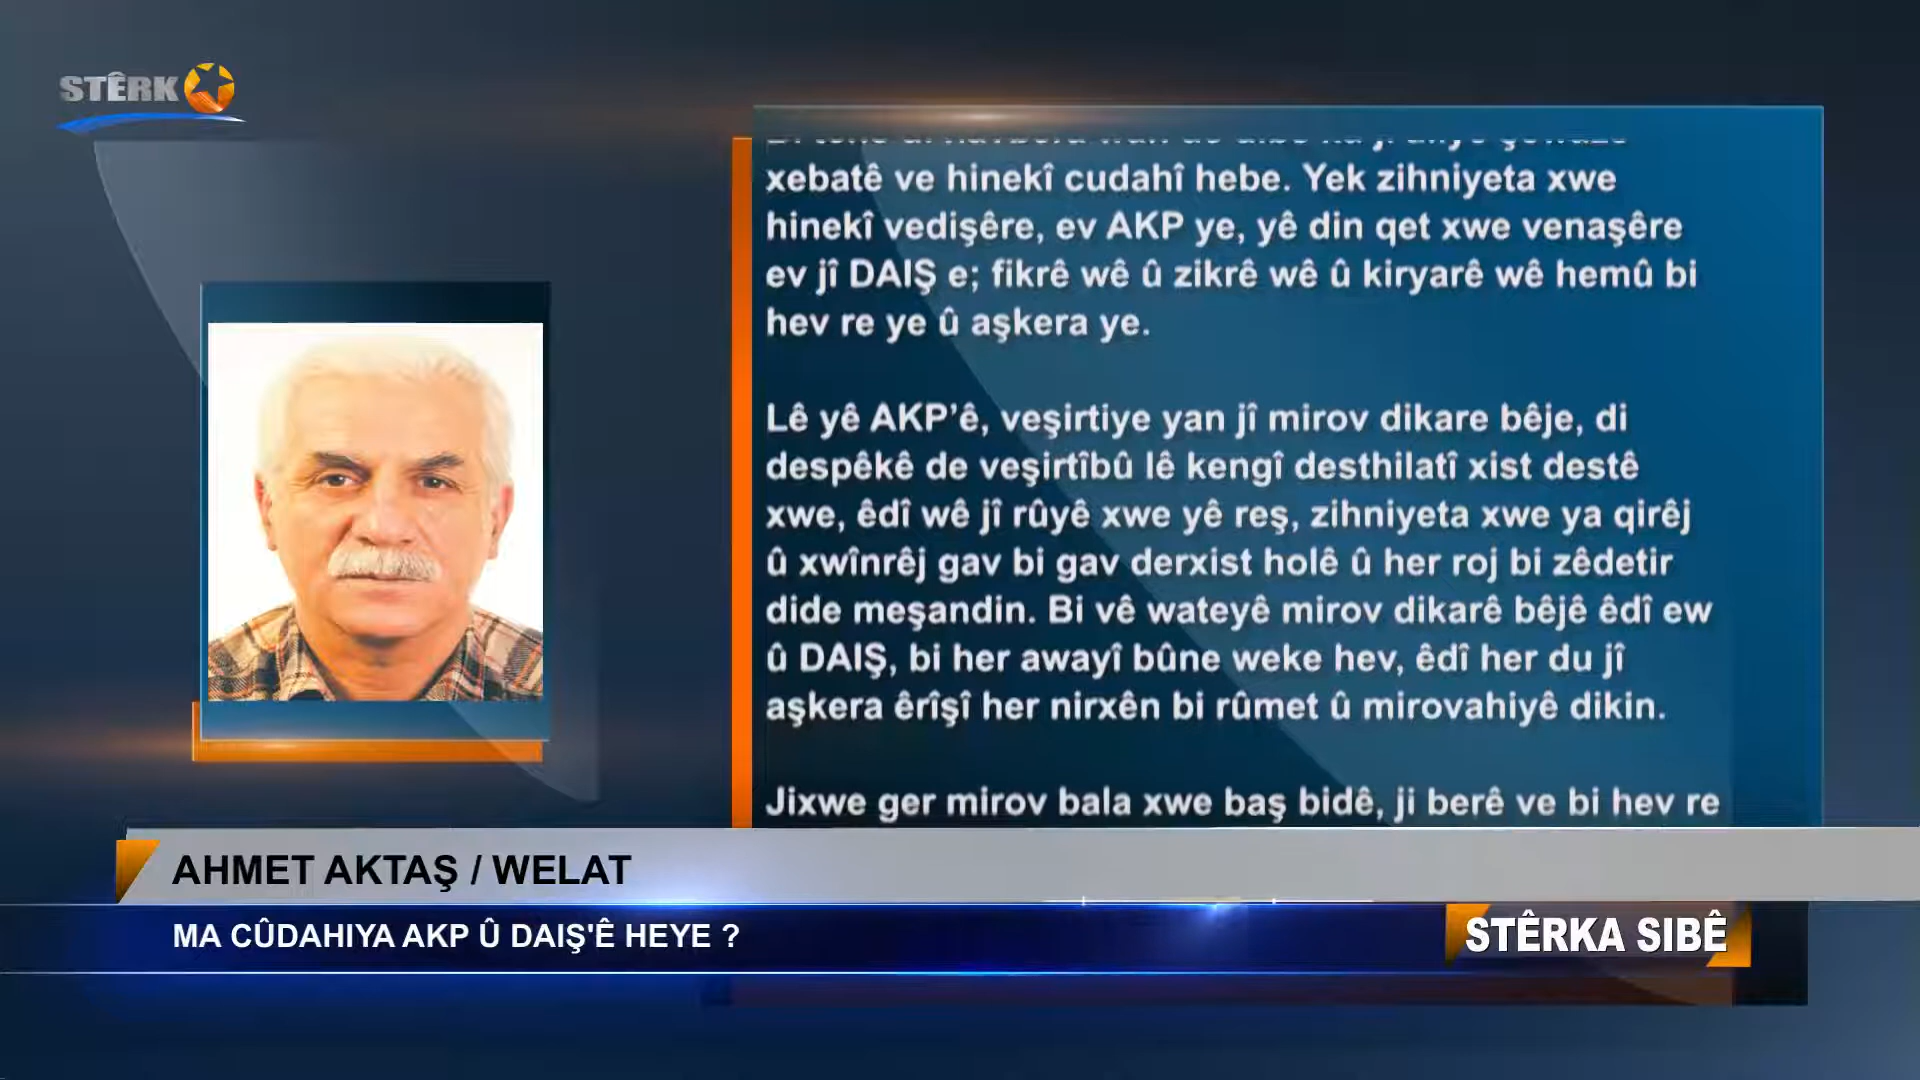 STÊRK
xebatê ve hinekî cudahî hebe. Yek zihniyeta xwe
hinekî vedişêre, ev AKP ye, yê din qet xwe venaşêre
ev jî DAIŞ e; fikrê wê û zikrê wê û kiryarê wê hemû bi
hev re ye û aşkera ye.
Lê yê AKP’ê, veşirtiye yan jî mirov dikare bêje, di
despêkê de veşirtîbû lê kengî desthilatî xist destê
xwe, êdî wê jî rûyê xwe yê reş, zihniyeta xwe ya qirêj
û xwînrêj gav bi gav derxist holê û her roj bi zêdetir
dide meşandin. Bi vê wateyê mirov dikarê bêjê êdî ew
û DAIŞ, bi her awayî bûne weke hev, êdî her du jî
aşkera êrîşî her nirxên bi rûmet û mirovahiyê dikin.
Jixwe ger mirov bala xwe baş bidê, ji berê ve bi hev re
AHMET AKTAŞ / WELAT
MA CÛDAHIYA AKP Û DAIŞ'Ê HEYE ?
STÊRKA SIBÊ